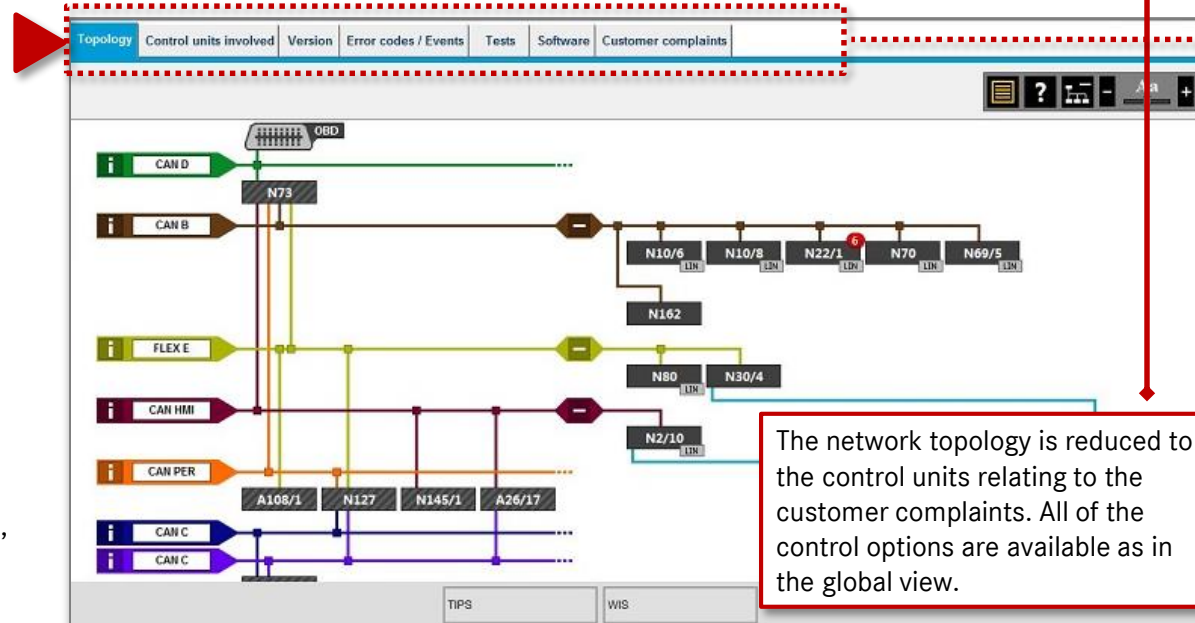 Topology Control units involved Version Error codes / Events Tests Software Customer complaints
? - Aa +
OBD
i CAN D
N73
i CAN B
N10/6 LIN N10/8 LIN N22/1 6 LIN N70 LIN N69/5 LIN
N162
i FLEX E
N80 LIN N30/4
i CAN HMI
N2/10 LIN
i CAN PER
A108/1 N127 N145/1 A26/17
i CAN C
i CAN C
,
The network topology is reduced to
the control units relating to the
customer complaints. All of the
control options are available as in
the global view.
TIPS WIS